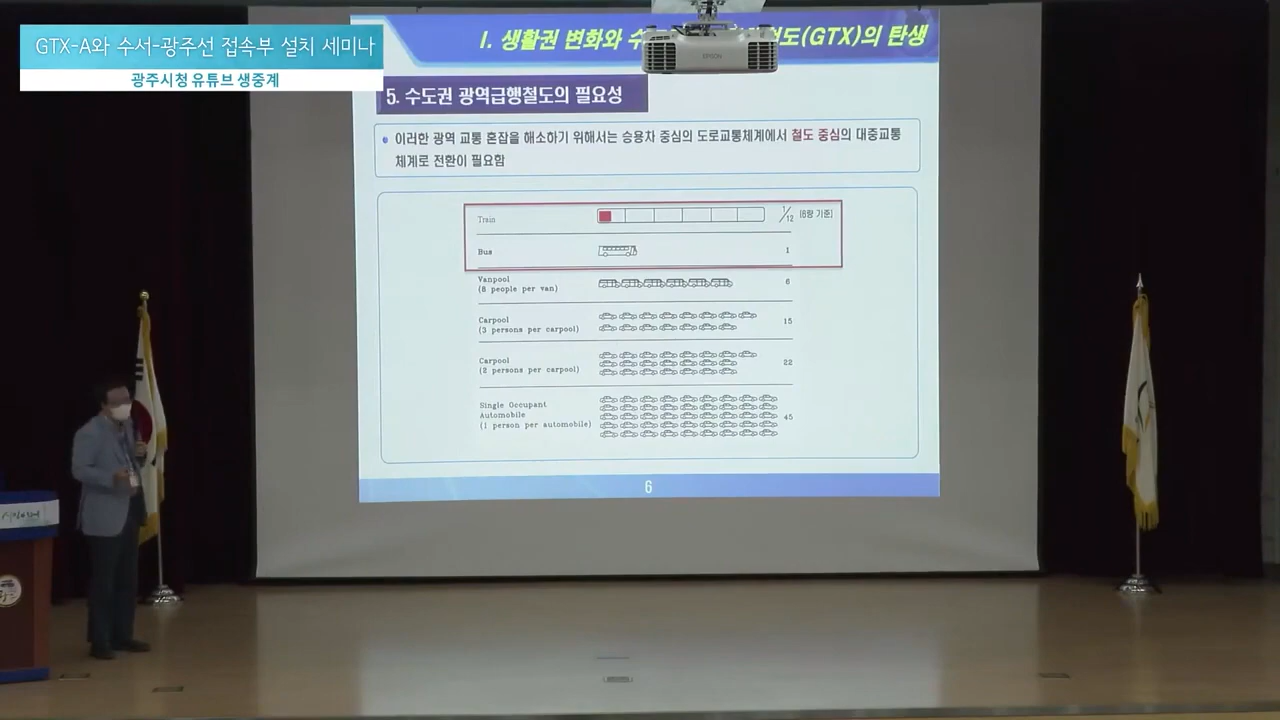 GTX-A와 수서-광주선 접속부 설치 세미나
광주시청 유튜브 생중계
Ⅰ. 생활권 변화와 수 도(GTX)의 탄생
EPSON
5. 수도권 광역급행철도의 필요성
이러한 광역 교통 혼잡을 해소하기 위해서는 승용차 중심의 도로교통체계에서 철도 중심의 대중교통
체계로 전환이 필요함
Train 1/12 [6량 기준]
Bus 1
Vanpool
(8 people per van) 6
Carpool
(3 persons per carpool) 15
Carpool
(2 persons per carpool) 22
Single Occupant
Automobile
(1 person per automobile) 45
6